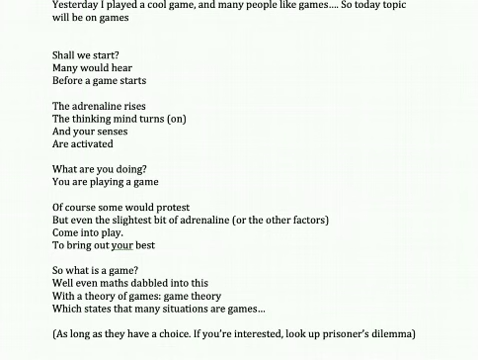 Yesterday I played a cool game, and many people like games.... So today topic
will be on games
Shall we start?
Many would hear
Before a game starts
The adrenaline rises
The thinking mind turns (on)
And your senses
Are activated
What are you doing?
You are playing a game
Of course some would protest
But even the slightest bit of adrenaline (or the other factors)
Come into play.
To bring out your best
So what is a game?
Well even maths dabbled into this
With a theory of games: game theory
Which states that many situations are games...
(As long as they have a choice. If you're interested, look up prisoner's dilemma)